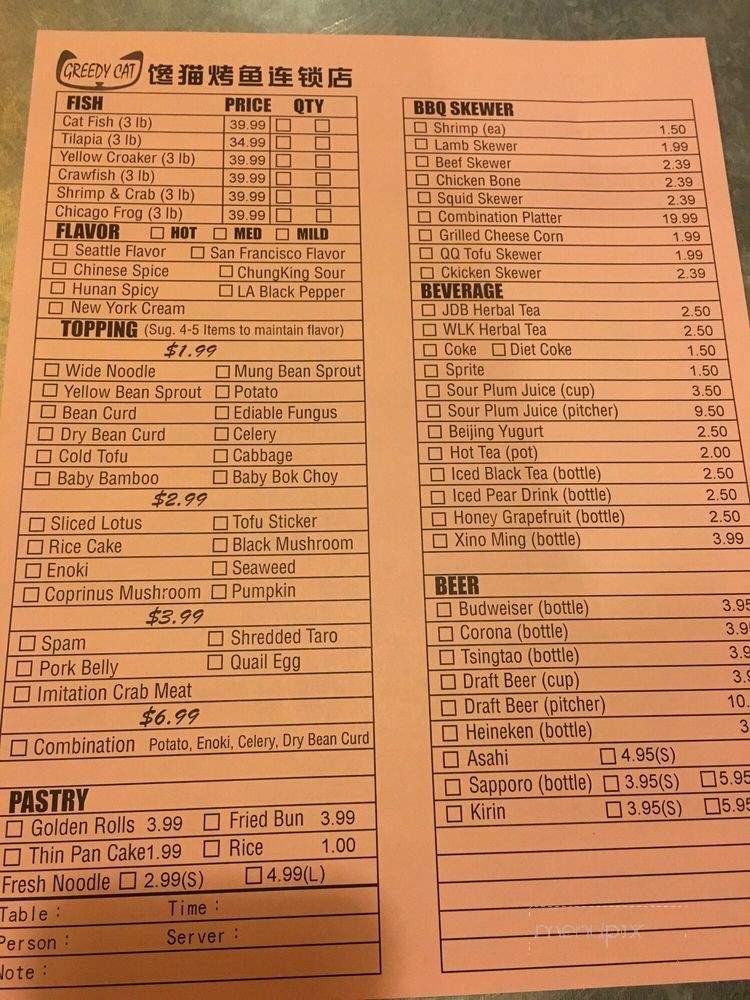 GREEDY CAT 馋猫烤鱼连锁店
FISH PRICE QTY
Cat Fish (3 lb) 39.99
Tilapia (3 lb) 34.99
Yellow Croaker (3 lb) 39.99
Crawfish (3 lb) 39.99
Shrimp & Crab (3 lb) 39.99
Chicago Frog (3 lb) 39.99
FLAVOR HOT MED MILD
Seattle Flavor San Francisco Flavor
Chinese Spice ChungKing Sour
Hunan Spicy LA Black Pepper
New York Cream
TOPPING (Sug. 4-5 Items to maintain flavor)
$1.99
Wide Noodle Mung Bean Sprout
Yellow Bean Sprout Potato
Bean Curd Ediable Fungus
Dry Bean Curd Celery
Cold Tofu Cabbage
Baby Bamboo Baby Bok Choy
$2.99
Sliced Lotus Tofu Sticker
Rice Cake Black Mushroom
Enoki Seaweed
Coprinus Mushroom Pumpkin
$3.99
Spam Shredded Taro
Pork Belly Quail Egg
Imitation Crab Meat
$6.99
Combination Potato, Enoki, Celery, Dry Bean Curd
PASTRY
Golden Rolls 3.99 Fried Bun 3.99
Thin Pan Cake1.99 Rice 1.00
Fresh Noodle 2.99(S) 4.99(L)
Table : Time :
Person : Server :
Note :
BBQ SKEWER
Shrimp (ea) 1.50
Lamb Skewer 1.99
Beef Skewer 2.39
Chicken Bone 2.39
Squid Skewer 2.39
Combination Platter 19.99
Grilled Cheese Corn 1.99
QQ Tofu Skewer 1.99
Ckicken Skewer 2.39
BEVERAGE
JDB Herbal Tea 2.50
WLK Herbal Tea 2.50
Coke Diet Coke 1.50
Sprite 1.50
Sour Plum Juice (cup) 3.50
Sour Plum Juice (pitcher) 9.50
Beijing Yugurt 2.50
Hot Tea (pot) 2.00
Iced Black Tea (bottle) 2.50
Iced Pear Drink (bottle) 2.50
Honey Grapefruit (bottle) 2.50
Xino Ming (bottle) 3.99
BEER
Budweiser (bottle) 3.95
Corona (bottle) 3.9
Tsingtao (bottle) 3.9
Draft Beer (cup) 3.9
Draft Beer (pitcher) 10.
Heineken (bottle) 3
Asahi 4.95(S)
Sapporo (bottle) 3.95(S) 5.95
Kirin 3.95(S) 5.95
menupix